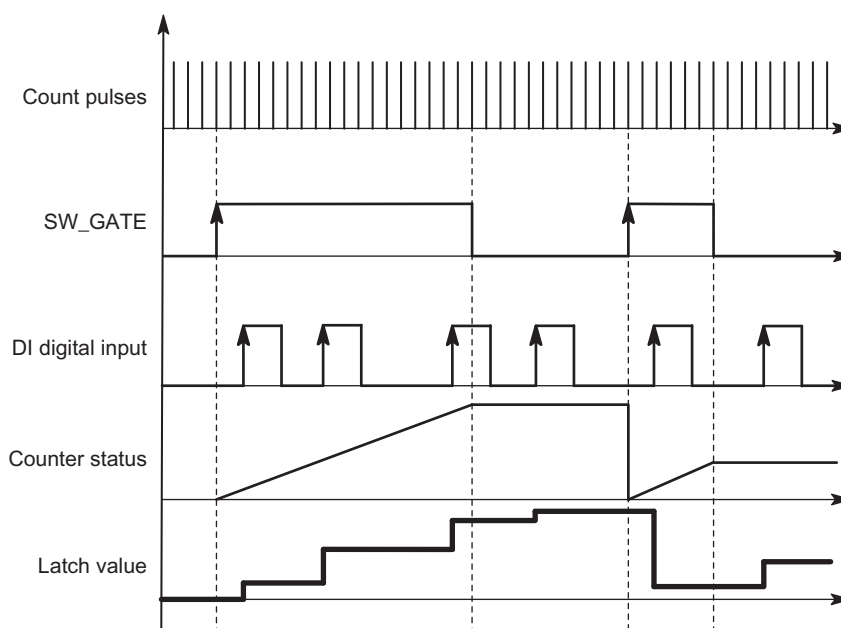 Count pulses
SW_GATE
DI digital input
Counter status
Latch value